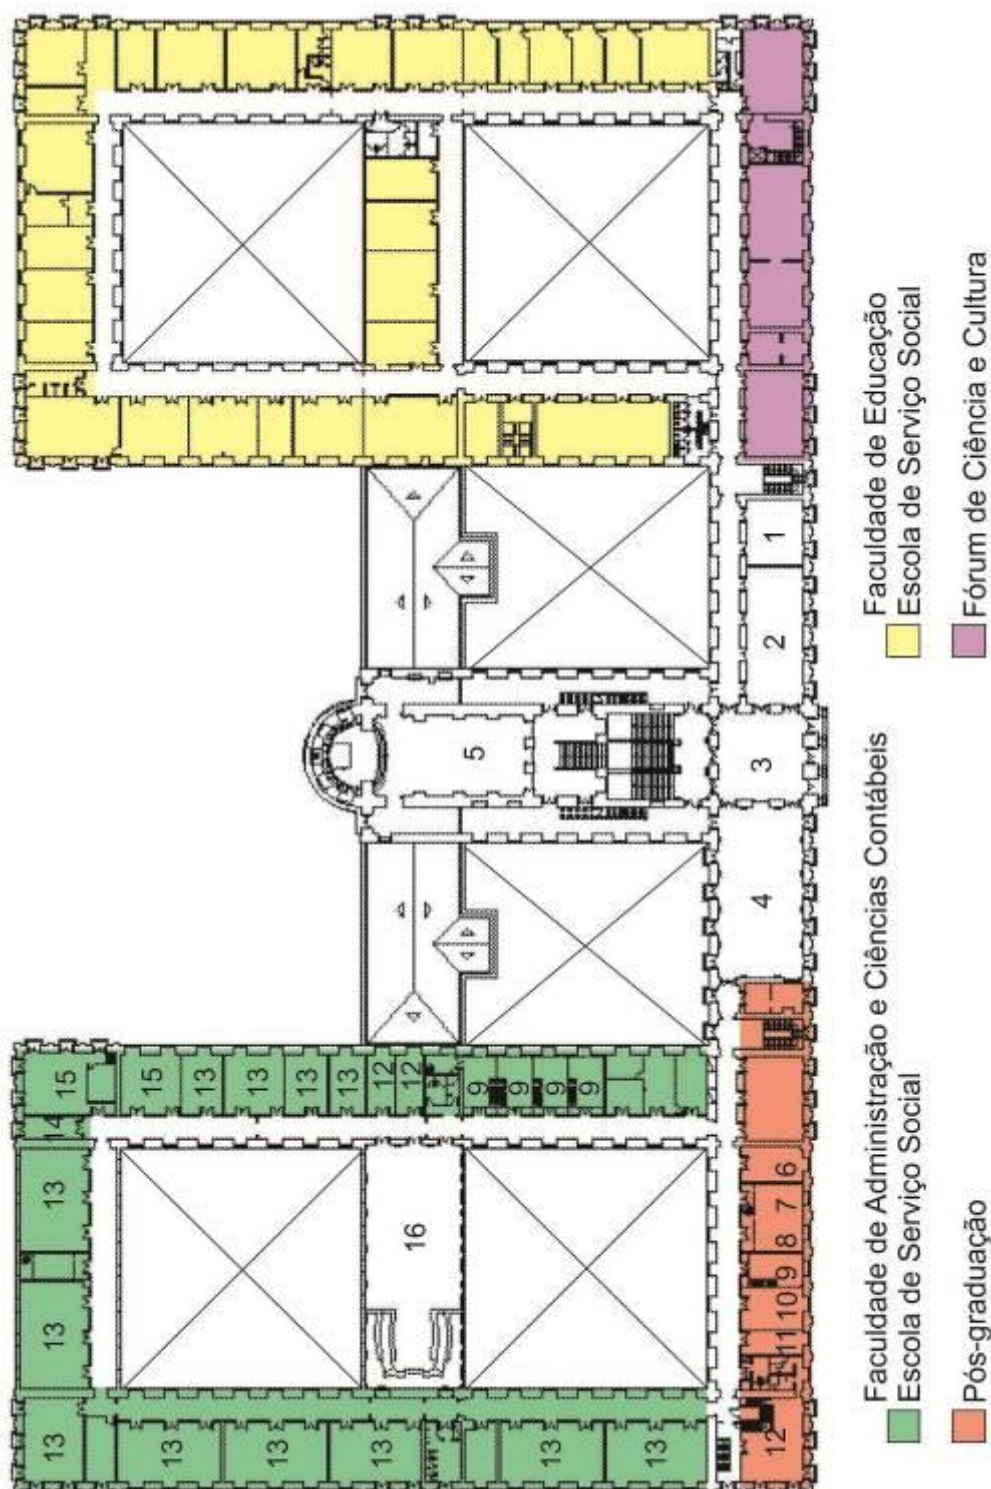 13 13 13 14 15
13 15
13
13 13
13
13 13
12
16 12
9 5
9
13 9
9
13
12 11 10 9 8 7 6 4 3 2 1
Faculdade de Administração e Ciências Contábeis
Escola de Serviço Social
Faculdade de Educação
Escola de Serviço Social
Pós-graduação
Fórum de Ciência e Cultura